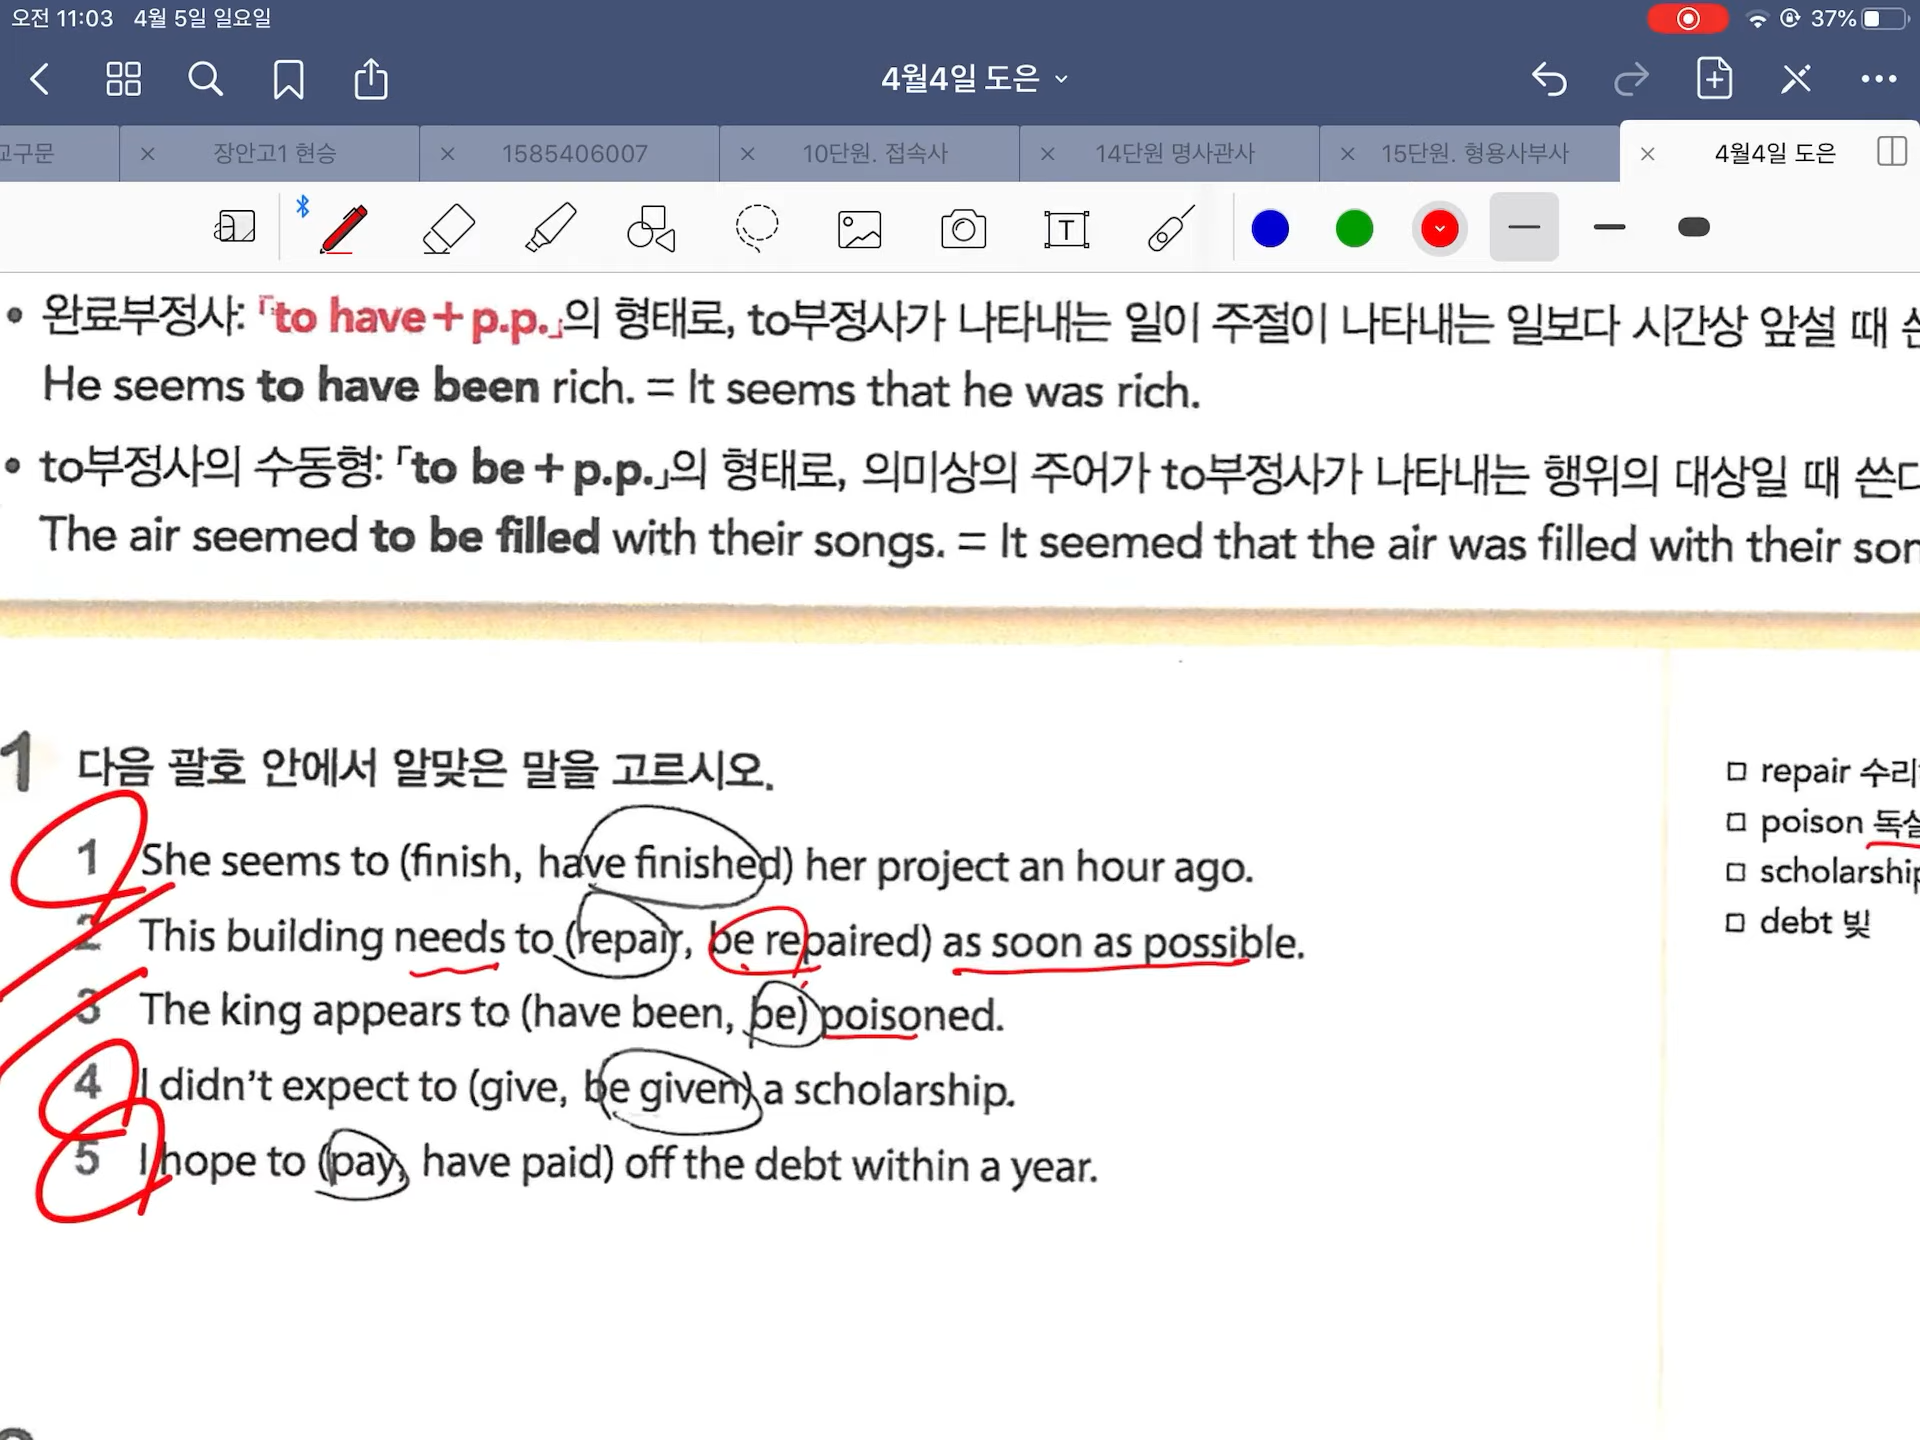 오전 11:03 4월 5일 일요일 37%
4월4일 도은
교구문 장안고1 현승 1585406007 10단원. 접속사 14단원 명사관사 15단원. 형용사부사 4월4일 도은
• 완료부정사: 「to have+p.p.」의 형태로, to부정사가 나타내는 일이 주절이 나타내는 일보다 시간상 앞설 때
He seems to have been rich. = It seems that he was rich.
• to부정사의 수동형: 「to be+p.p.」의 형태로, 의미상의 주어가 to부정사가 나타내는 행위의 대상일 때 쓴다
The air seemed to be filled with their songs. = It seemed that the air was filled with their
1 다음 괄호 안에서 알맞은 말을 고르시오.
1 She seems to (finish, have finished) her project an hour ago.
2 This building needs to (repair, be repaired) as soon as possible.
3 The king appears to (have been, be) poisoned.
4 I didn't expect to (give, be given) a scholarship.
5 I hope to (pay, have paid) off the debt within a year.
□ repair 수리
□ poison 독살
□ scholarship
□ debt 빚